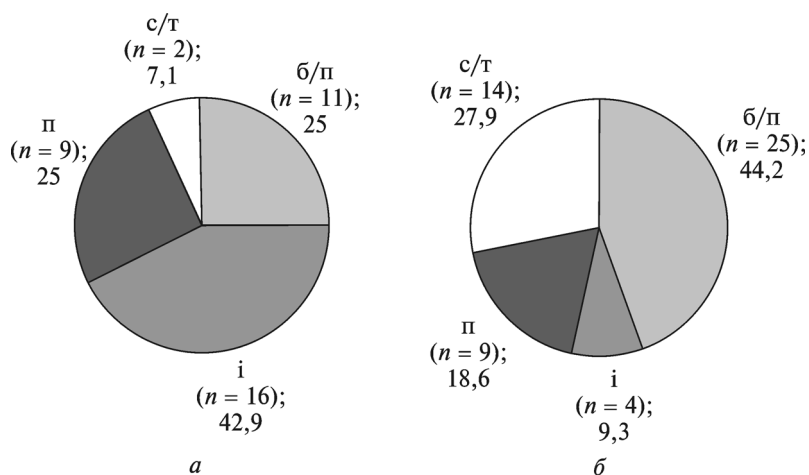 с/т
(n = 2);
7,1
б/п
(n = 11);
25
п
(n = 9);
25
і
(n = 16);
42,9
а
с/т
(n = 14);
27,9
б/п
(n = 25);
44,2
п
(n = 9);
18,6
і
(n = 4);
9,3
б